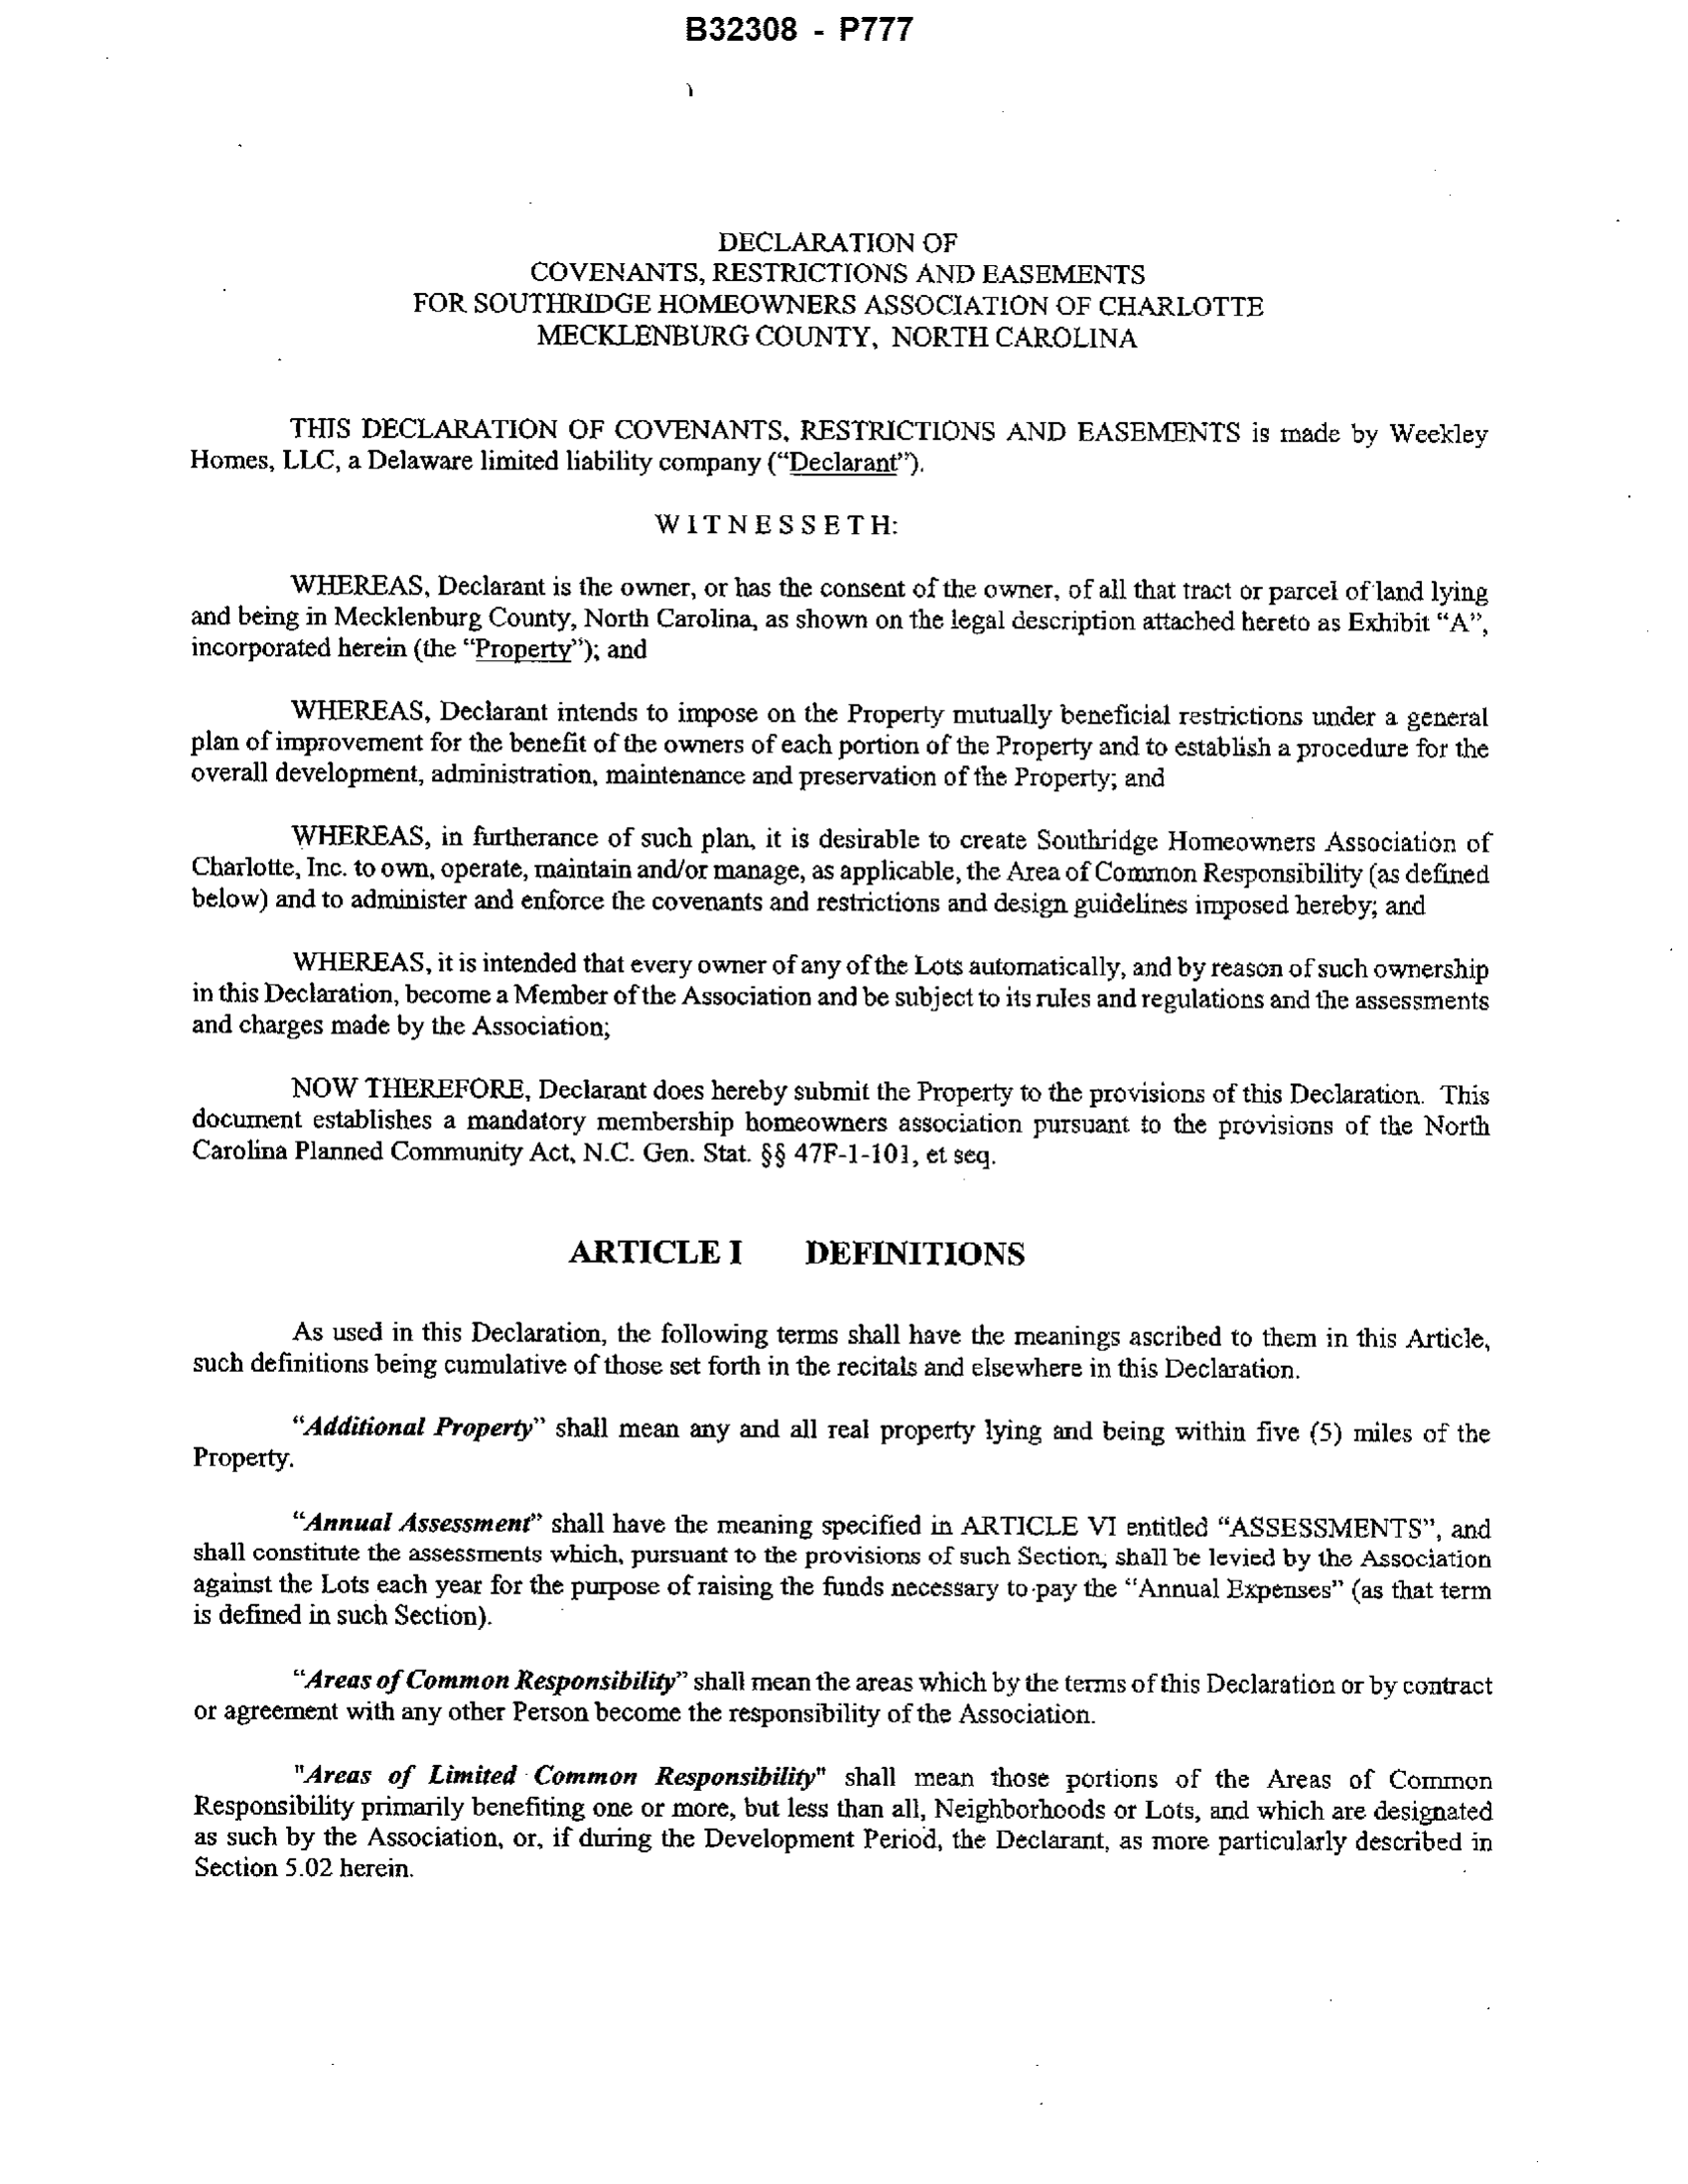 B32308 - P777
DECLARATION OF
COVENANTS, RESTRICTIONS AND EASEMENTS
FOR SOUTHRIDGE HOMEOWNERS ASSOCIATION OF CHARLOTTE
MECKLENBURG COUNTY, NORTH CAROLINA
THIS DECLARATION OF COVENANTS, RESTRICTIONS AND EASEMENTS is made by Weekley
Homes, LLC, a Delaware limited liability company (“Declarant”).
W I T N E S S E T H:
WHEREAS, Declarant is the owner, or has the consent of the owner, of all that tract or parcel of land lying
and being in Mecklenburg County, North Carolina, as shown on the legal description attached hereto as Exhibit “A”,
incorporated herein (the “Property”); and
WHEREAS, Declarant intends to impose on the Property mutually beneficial restrictions under a general
plan of improvement for the benefit of the owners of each portion of the Property and to establish a procedure for the
overall development, administration, maintenance and preservation of the Property; and
WHEREAS, in furtherance of such plan, it is desirable to create Southridge Homeowners Association of
Charlotte, Inc. to own, operate, maintain and/or manage, as applicable, the Area of Common Responsibility (as defined
below) and to administer and enforce the covenants and restrictions and design guidelines imposed hereby; and
WHEREAS, it is intended that every owner of any of the Lots automatically, and by reason of such ownership
in this Declaration, become a Member of the Association and be subject to its rules and regulations and the assessments
and charges made by the Association;
NOW THEREFORE, Declarant does hereby submit the Property to the provisions of this Declaration. This
document establishes a mandatory membership homeowners association pursuant to the provisions of the North
Carolina Planned Community Act, N.C. Gen. Stat. §§ 47F-1-101, et seq.
ARTICLE I DEFINITIONS
As used in this Declaration, the following terms shall have the meanings ascribed to them in this Article,
such definitions being cumulative of those set forth in the recitals and elsewhere in this Declaration.
“Additional Property” shall mean any and all real property lying and being within five (5) miles of the
Property.
“Annual Assessment” shall have the meaning specified in ARTICLE VI entitled “ASSESSMENTS”, and
shall constitute the assessments which, pursuant to the provisions of such Section, shall be levied by the Association
against the Lots each year for the purpose of raising the funds necessary to pay the “Annual Expenses” (as that term
is defined in such Section).
“Areas of Common Responsibility” shall mean the areas which by the terms of this Declaration or by contract
or agreement with any other Person become the responsibility of the Association.
"Areas of Limited Common Responsibility" shall mean those portions of the Areas of Common
Responsibility primarily benefiting one or more, but less than all, Neighborhoods or Lots, and which are designated
as such by the Association, or, if during the Development Period, the Declarant, as more particularly described in
Section 5.02 herein.